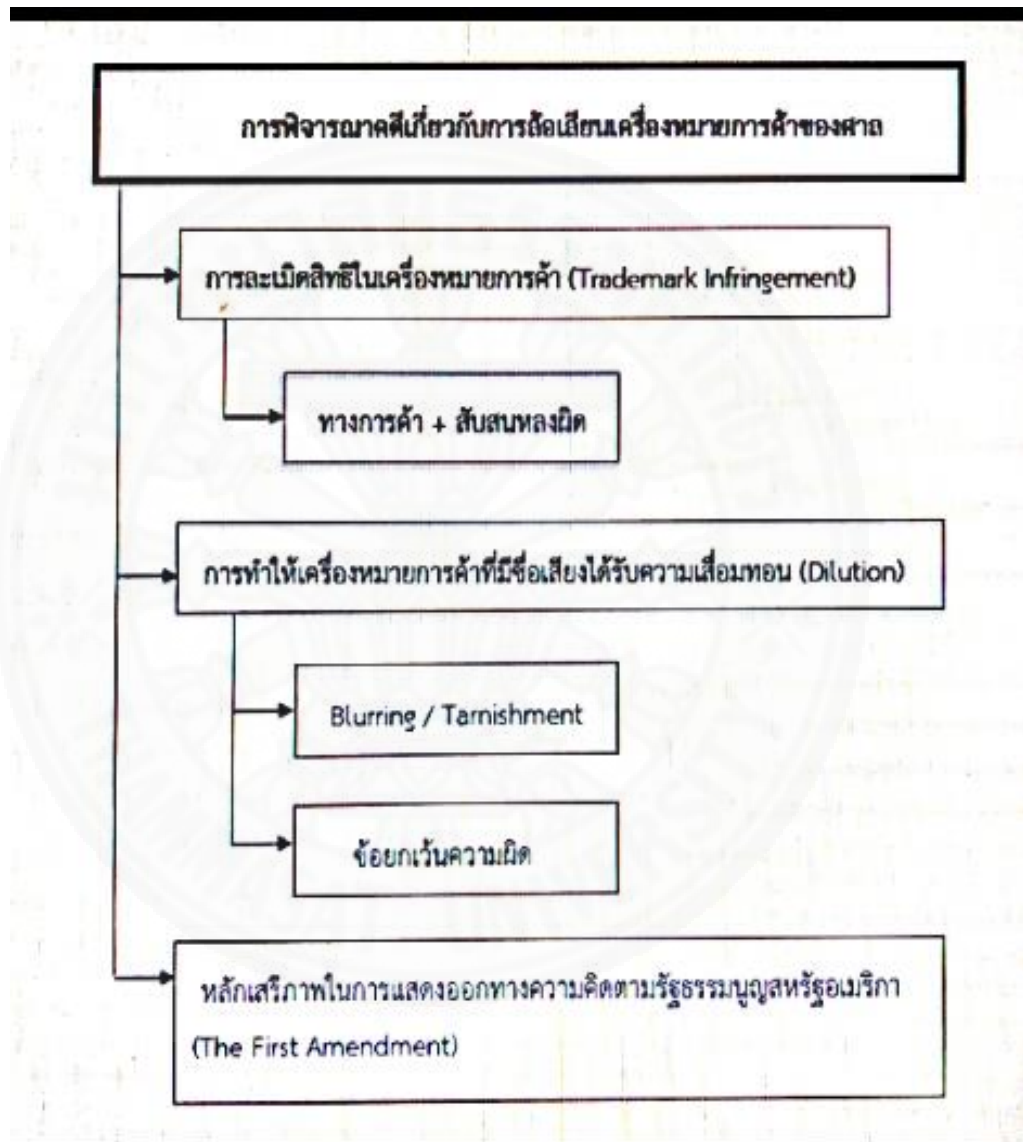 การพิจารณาคดีเกี่ยวกับการล้อเลียนเครื่องหมายการค้าของศาล
การละเมิดสิทธิในเครื่องหมายการค้า (Trademark Infringement)
ทางการค้า + สับสนหลงผิด
การทำให้เครื่องหมายการค้าที่มีชื่อเสียงได้รับความเสื่อมทอน (Dilution)
Blurring / Tarnishment
ข้อยกเว้นความผิด
หลักเสรีภาพในการแสดงออกทางความคิดตามรัฐธรรมนูญสหรัฐอเมริกา
(The First Amendment)